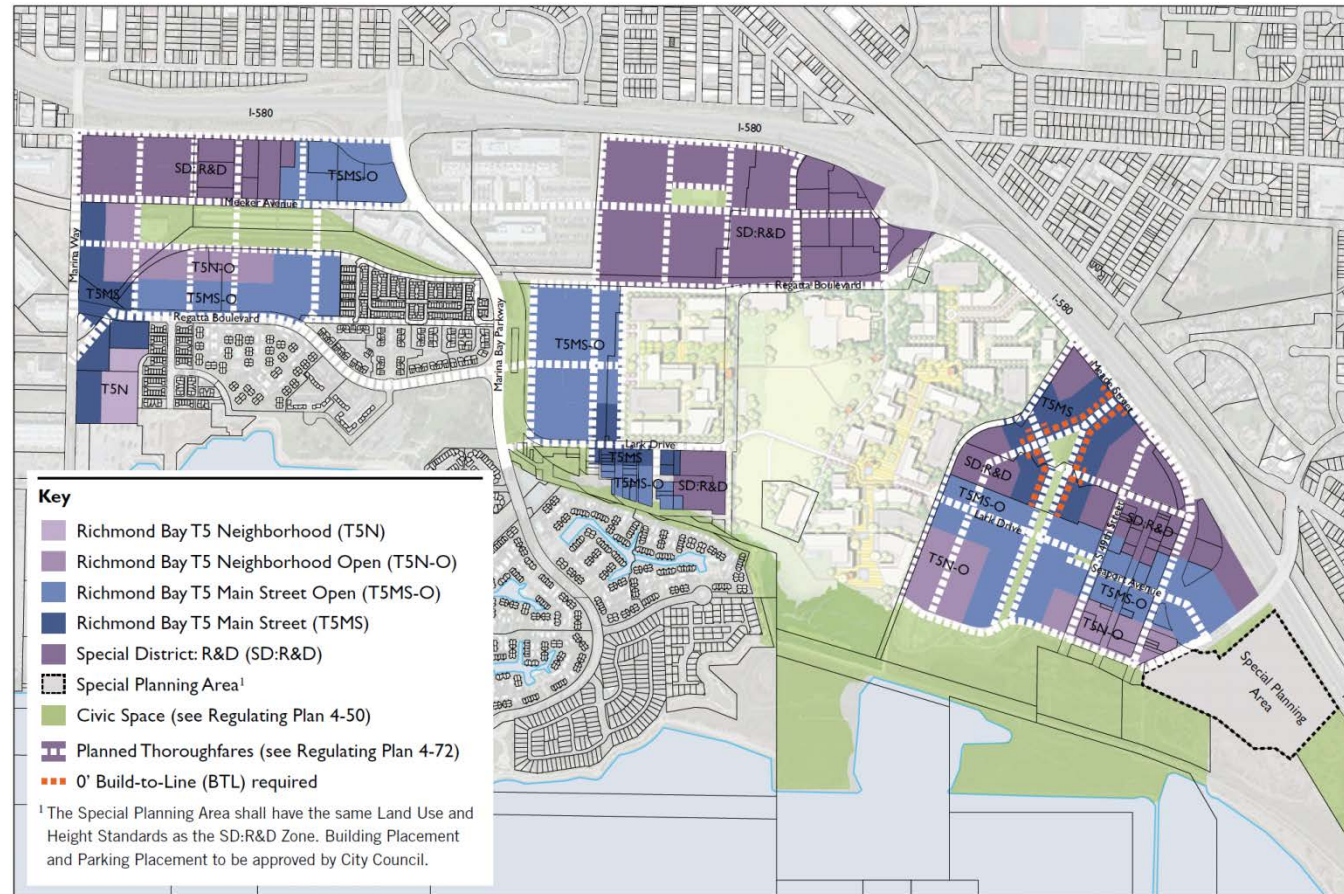 I-580
I-580
SD:R&D
T5MS-O
Meeker Avenue
Marina Way
T5N-O
T5MS
T5MS-O
Regatta Boulevard
T5N
Marina Bay Parkway
SD:R&D
Regatta Boulevard
T5MS-O
I-580
Meade Street
T5MS
Lark Drive
T5MS
T5MS-O
SD:R&D
SD:R&D
T5MS-O
Lark Drive
S 46th Street
SD:R&D
Seaport Avenue
T5MS-O
T5N-O
T5N-O
Special Planning
Area
Key
Richmond Bay T5 Neighborhood (T5N)
Richmond Bay T5 Neighborhood Open (T5N-O)
Richmond Bay T5 Main Street Open (T5MS-O)
Richmond Bay T5 Main Street (T5MS)
Special District: R&D (SD:R&D)
Special Planning Area¹
Civic Space (see Regulating Plan 4-50)
Planned Thoroughfares (see Regulating Plan 4-72)
0' Build-to-Line (BTL) required
¹ The Special Planning Area shall have the same Land Use and
Height Standards as the SD:R&D Zone. Building Placement
and Parking Placement to be approved by City Council.